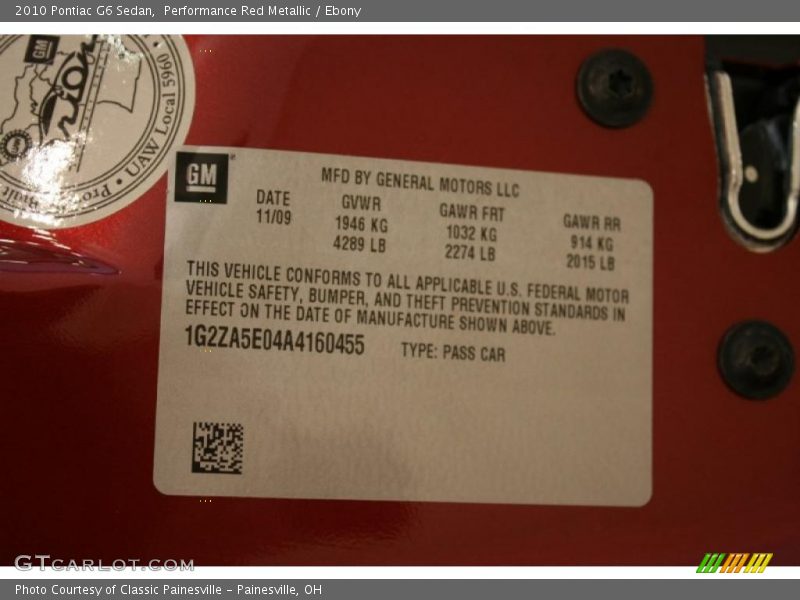 2010 Pontiac G6 Sedan,  Performance Red Metallic / Ebony
GM
UAW Local 5960
GM
MFD BY GENERAL MOTORS LLC
DATE GVWR GAWR FRT GAWR RR
11/09 1946 KG 1032 KG 914 KG
4289 LB 2274 LB 2015 LB
THIS VEHICLE CONFORMS TO ALL APPLICABLE U.S. FEDERAL MOTOR
VEHICLE SAFETY, BUMPER, AND THEFT PREVENTION STANDARDS IN
EFFECT ON THE DATE OF MANUFACTURE SHOWN ABOVE.
1G2ZA5E04A4160455 TYPE: PASS CAR
GTCARLOT.COM
Photo Courtesy of Classic Painesville – Painesville, OH